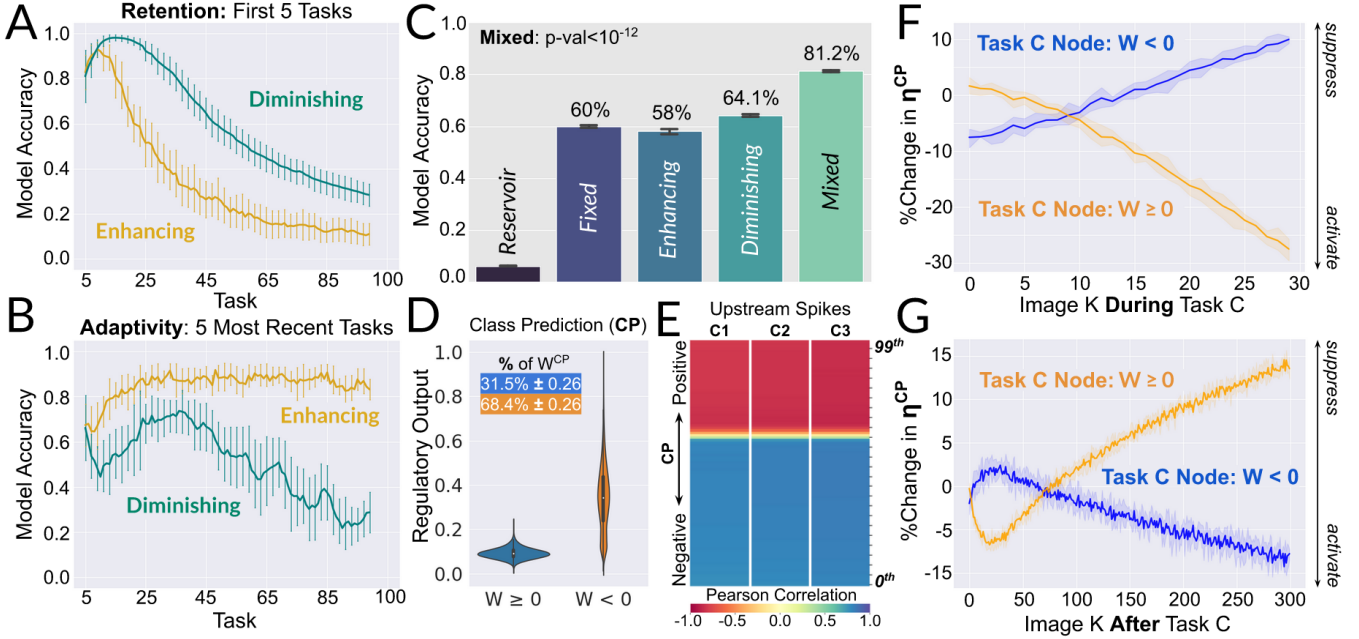 A
Retention: First 5 Tasks
Model Accuracy
1.0
0.8
0.6
0.4
0.2
0.0
Diminishing
Enhancing
5 25 45 65 85 100
Task
B
Adaptivity: 5 Most Recent Tasks
Model Accuracy
1.0
0.8
0.6
0.4
0.2
0.0
Enhancing
Diminishing
5 25 45 65 85 100
Task
C
Mixed: p-val<10⁻¹²
Model Accuracy
1.0
0.8
0.6
0.4
0.2
0.0
60% 58% 64.1% 81.2%
Reservoir
Fixed
Enhancing
Diminishing
Mixed
D
Class Prediction (CP)
Regulatory Output
1.0
0.8
0.6
0.4
0.2
0.0
% of Wᶜᴾ
31.5% ± 0.26
68.4% ± 0.26
W ≥ 0 W < 0
E
Upstream Spikes
C1 C2 C3
Positive
CP
Negative
99th
0th
Pearson Correlation
-1.0 -0.5 0.0 0.5 1.0
F
%Change in ηᶜᴾ
10
0
-10
-20
-30
Task C Node: W < 0
Task C Node: W ≥ 0
suppress
activate
0 5 10 15 20 25 30
Image K During Task C
G
%Change in ηᶜᴾ
15
10
5
0
-5
-10
-15
Task C Node: W ≥ 0
Task C Node: W < 0
suppress
activate
0 50 100 150 200 250 300
Image K After Task C